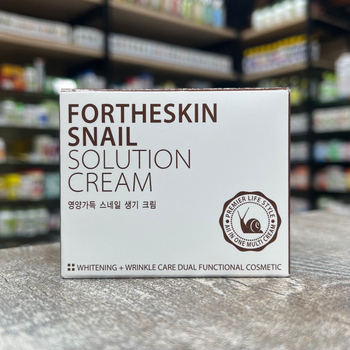 FORTHESKIN
SNAIL
SOLUTION
CREAM
영양가득 스네일 생기 크림
PREMIER LIFE STYLE
ALL IN ONE MULTI CREAM
WHITENING + WRINKLE CARE DUAL FUNCTIONAL COSMETIC